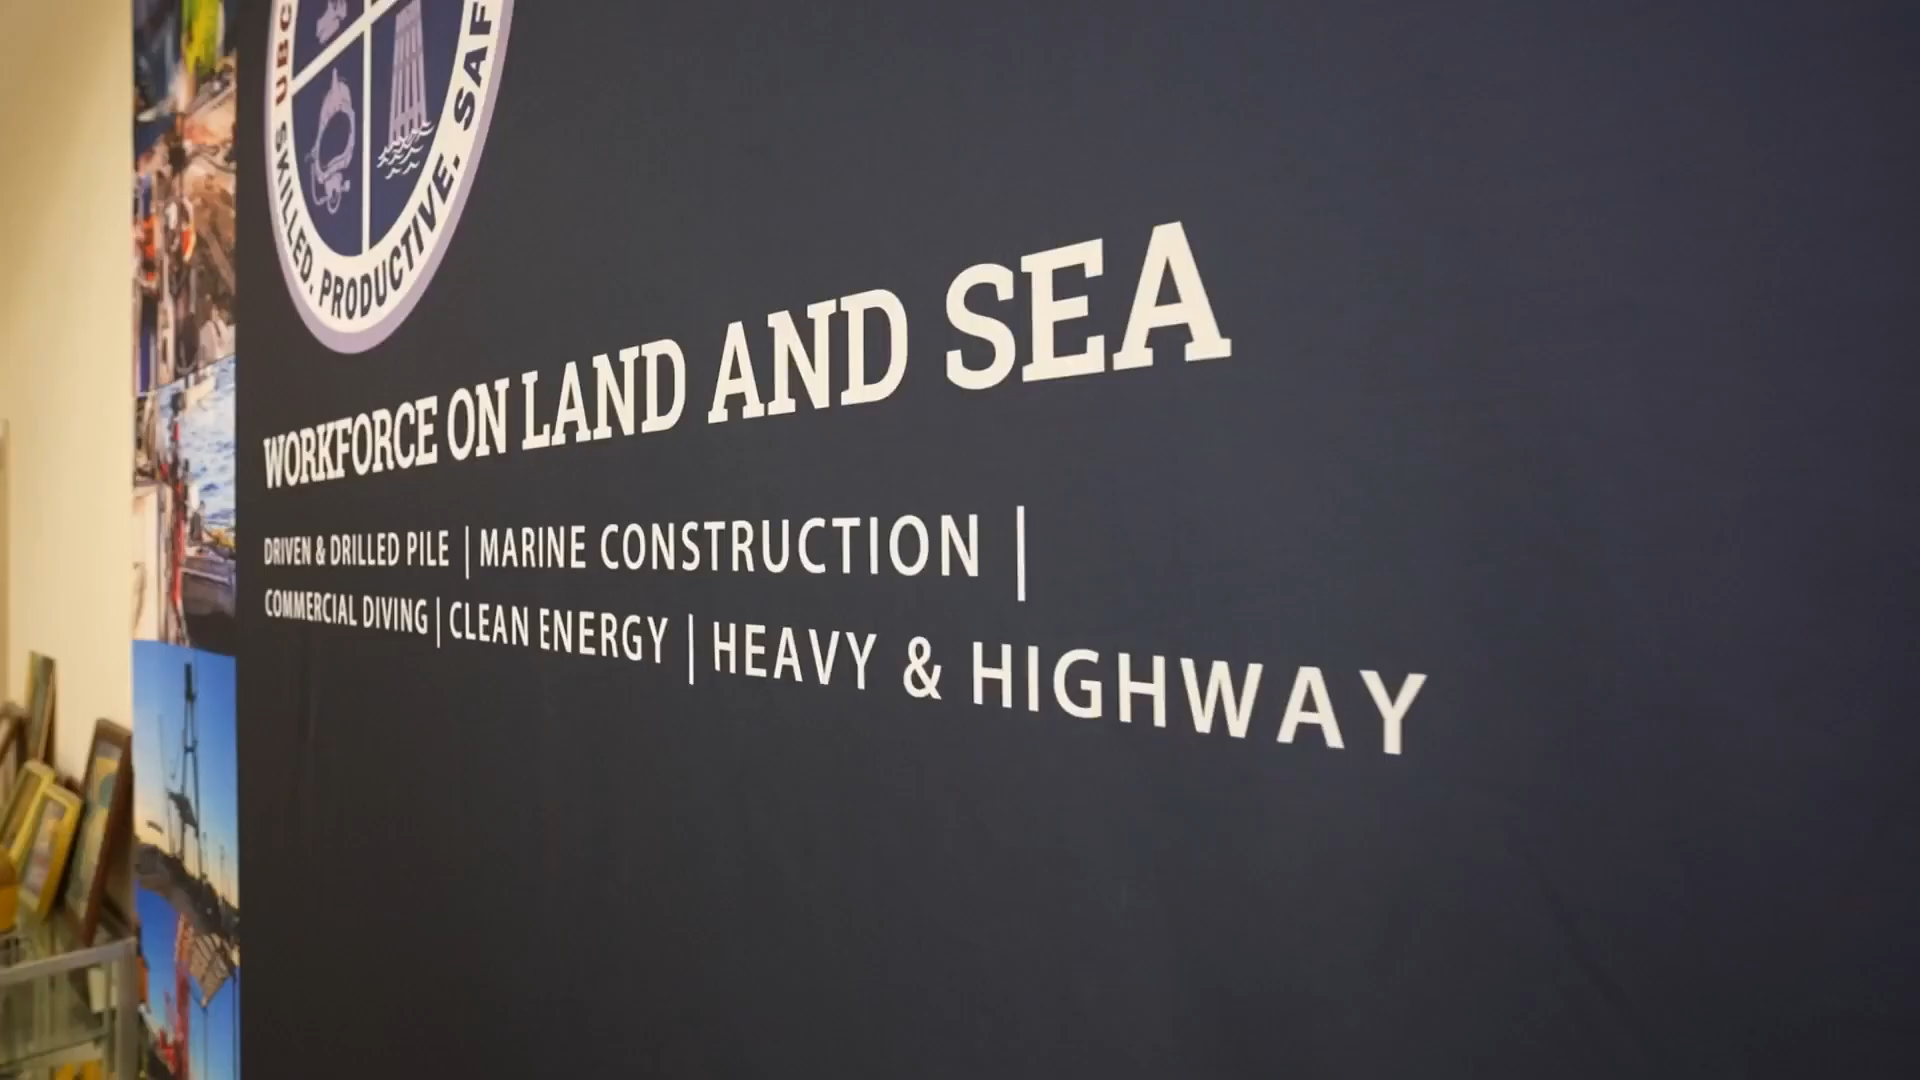 UBC
SKILLED. PRODUCTIVE. SAF
WORKFORCE ON LAND AND SEA
DRIVEN & DRILLED PILE | MARINE CONSTRUCTION |
COMMERCIAL DIVING | CLEAN ENERGY | HEAVY & HIGHWAY